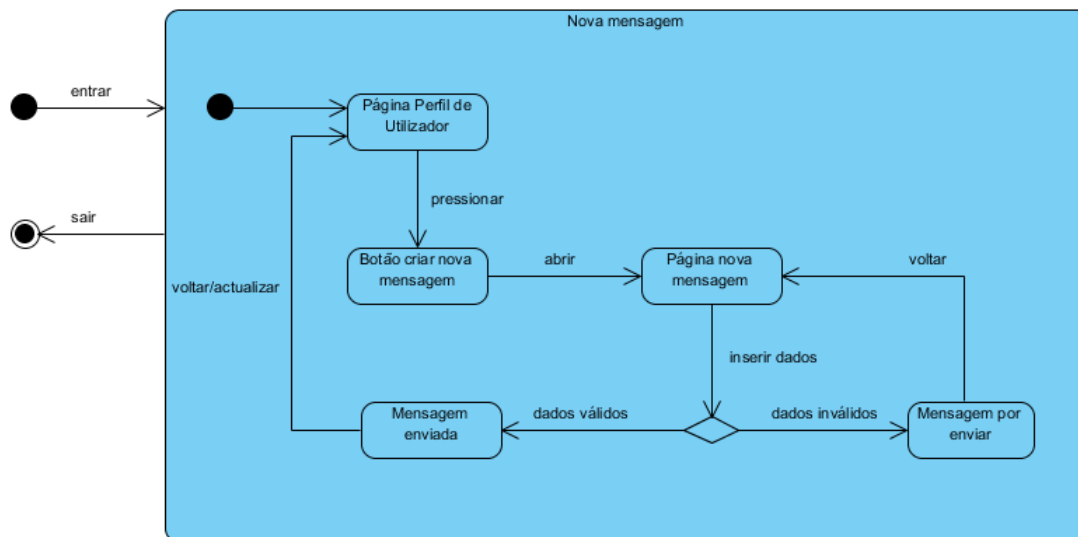 Nova mensagem
entrar
Página Perfil de
Utilizador
pressionar
sair
Botão criar nova
mensagem
abrir
Página nova
mensagem
voltar
voltar/actualizar
inserir dados
Mensagem
enviada
dados válidos
dados inválidos
Mensagem por
enviar